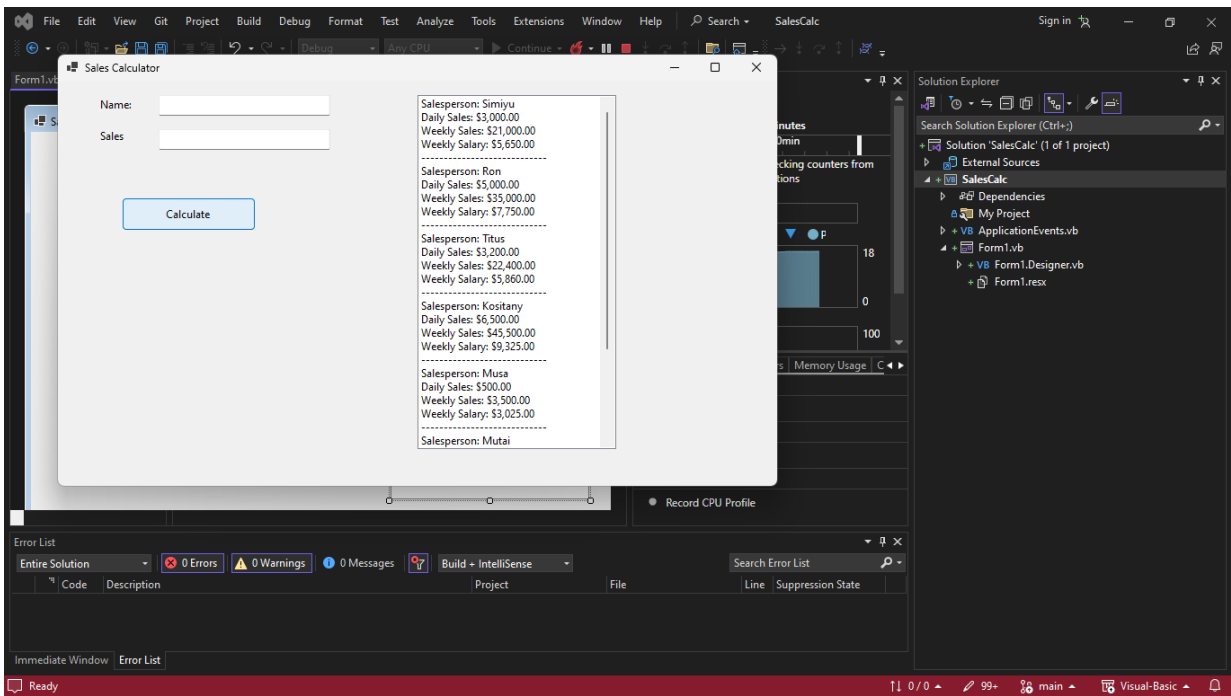 File Edit View Git Project Build Debug Format Test Analyze Tools Extensions Window Help Search SalesCalc Sign in
Debug Any CPU Continue
Form1.vb
Sales Calculator
Name:
Sales
Calculate
Salesperson: Simiyu
Daily Sales: $3,000.00
Weekly Sales: $21,000.00
Weekly Salary: $5,650.00
----------------------------
Salesperson: Ron
Daily Sales: $5,000.00
Weekly Sales: $35,000.00
Weekly Salary: $7,750.00
----------------------------
Salesperson: Titus
Daily Sales: $3,200.00
Weekly Sales: $22,400.00
Weekly Salary: $5,860.00
----------------------------
Salesperson: Kositany
Daily Sales: $6,500.00
Weekly Sales: $45,500.00
Weekly Salary: $9,325.00
----------------------------
Salesperson: Musa
Daily Sales: $500.00
Weekly Sales: $3,500.00
Weekly Salary: $3,025.00
----------------------------
Salesperson: Mutai
inutes
0min
cking counters from
tions
P
18
0
100
Memory Usage C
Record CPU Profile
Solution Explorer
Search Solution Explorer (Ctrl+;)
Solution 'SalesCalc' (1 of 1 project)
External Sources
VB SalesCalc
Dependencies
My Project
VB ApplicationEvents.vb
Form1.vb
VB Form1.Designer.vb
Form1.resx
Error List
Entire Solution 0 Errors 0 Warnings 0 Messages Build + IntelliSense Search Error List
Code Description Project File Line Suppression State
Immediate Window Error List
Ready 0 / 0 99+ main Visual-Basic